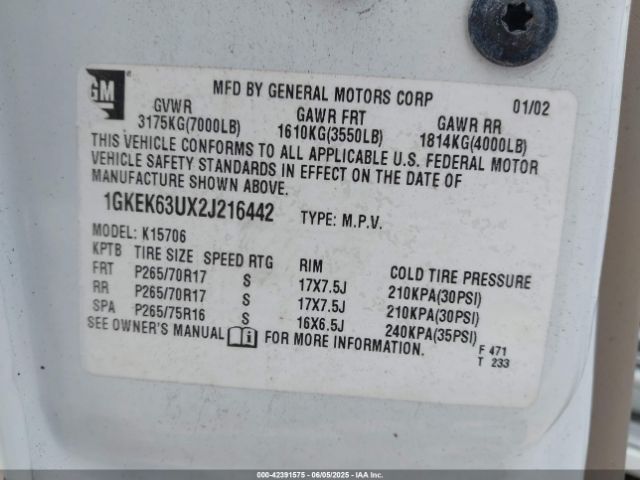 GM
MFD BY GENERAL MOTORS CORP 01/02
GVWR GAWR FRT GAWR RR
3175KG(7000LB) 1610KG(3550LB) 1814KG(4000LB)
THIS VEHICLE CONFORMS TO ALL APPLICABLE U.S. FEDERAL MOTOR
VEHICLE SAFETY STANDARDS IN EFFECT ON THE DATE OF
MANUFACTURE SHOWN ABOVE.
1GKEK63UX2J216442 TYPE: M.P.V.
MODEL: K15706
KPTB TIRE SIZE SPEED RTG RIM COLD TIRE PRESSURE
FRT P265/70R17 S 17X7.5J 210KPA(30PSI)
RR P265/70R17 S 17X7.5J 210KPA(30PSI)
SPA P265/75R16 S 16X6.5J 240KPA(35PSI)
SEE OWNER'S MANUAL FOR MORE INFORMATION.
F 471
T 233
000-42391575 - 06/05/2025 - IAAI.COM